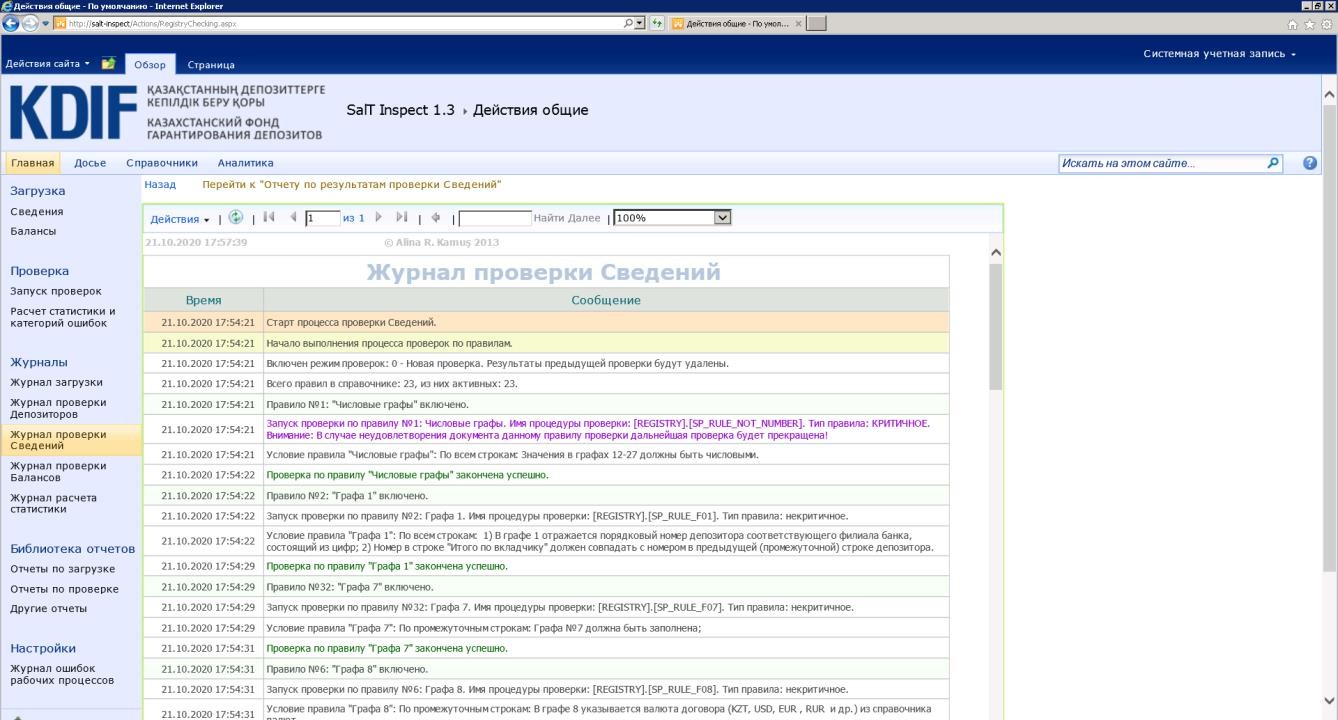 Действия общие - По умолчанию - Internet Explorer
http://salt-inspect/Actions/RegistryChecking.aspx
Действия общие - По умол...
Действия сайта
Обзор
Страница
Системная учетная запись
KDIF
ҚАЗАҚСТАННЫҢ ДЕПОЗИТТЕРГЕ
КЕПІЛДІК БЕРУ ҚОРЫ
КАЗАХСТАНСКИЙ ФОНД
ГАРАНТИРОВАНИЯ ДЕПОЗИТОВ
SalT Inspect 1.3 Действия общие
Главная Досье Справочники Аналитика
Искать на этом сайте...
Загрузка
Сведения
Балансы
Проверка
Запуск проверок
Расчет статистики и
категорий ошибок
Журналы
Журнал загрузки
Журнал проверки
Депозиторов
Журнал проверки
Сведений
Журнал проверки
Балансов
Журнал расчета
статистики
Библиотека отчетов
Отчеты по загрузке
Отчеты по проверке
Другие отчеты
Настройки
Журнал ошибок
рабочих процессов
Назад Перейти к "Отчету по результатам проверки Сведений"
Действия | | 1 из 1 | | Найти Далее | 100%
21.10.2020 17:57:39 © Alina R. Kamuş 2013
Журнал проверки Сведений
Время Сообщение
21.10.2020 17:54:21 Старт процесса проверки Сведений.
21.10.2020 17:54:21 Начало выполнения процесса проверок по правилам.
21.10.2020 17:54:21 Включен режим проверок: 0 - Новая проверка. Результаты предыдущей проверки будут удалены.
21.10.2020 17:54:21 Всего правил в справочнике: 23, из них активных: 23.
21.10.2020 17:54:21 Правило №1: "Числовые графы" включено.
21.10.2020 17:54:21 Запуск проверки по правилу №1: Числовые графы. Имя процедуры проверки: [REGISTRY].[SP_RULE_NOT_NUMBER]. Тип правила: КРИТИЧНОЕ.
Внимание: В случае неудовлетворения документа данному правилу проверки дальнейшая проверка будет прекращена!
21.10.2020 17:54:21 Условие правила "Числовые графы": По всем строкам: Значения в графах 12-27 должны быть числовыми.
21.10.2020 17:54:22 Проверка по правилу "Числовые графы" закончена успешно.
21.10.2020 17:54:22 Правило №2: "Графа 1" включено.
21.10.2020 17:54:22 Запуск проверки по правилу №2: Графа 1. Имя процедуры проверки: [REGISTRY].[SP_RULE_F01]. Тип правила: некритичное.
21.10.2020 17:54:22 Условие правила "Графа 1": По всем строкам: 1) В графе 1 отражается порядковый номер депозитора соответствующего филиала банка,
состоящий из цифр; 2) Номер в строке "Итого по вкладчику" должен совпадать с номером в предыдущей (промежуточной) строке депозитора.
21.10.2020 17:54:29 Проверка по правилу "Графа 1" закончена успешно.
21.10.2020 17:54:29 Правило №32: "Графа 7" включено.
21.10.2020 17:54:29 Запуск проверки по правилу №32: Графа 7. Имя процедуры проверки: [REGISTRY].[SP_RULE_F07]. Тип правила: некритичное.
21.10.2020 17:54:29 Условие правила "Графа 7": По промежуточным строкам: Графа №7 должна быть заполнена;
21.10.2020 17:54:31 Проверка по правилу "Графа 7" закончена успешно.
21.10.2020 17:54:31 Правило №6: "Графа 8" включено.
21.10.2020 17:54:31 Запуск проверки по правилу №6: Графа 8. Имя процедуры проверки: [REGISTRY].[SP_RULE_F08]. Тип правила: некритичное.
21.10.2020 17:54:31 Условие правила "Графа 8": По промежуточным строкам: В графе 8 указывается валюта договора (KZT, USD, EUR , RUR и др.) из справочника